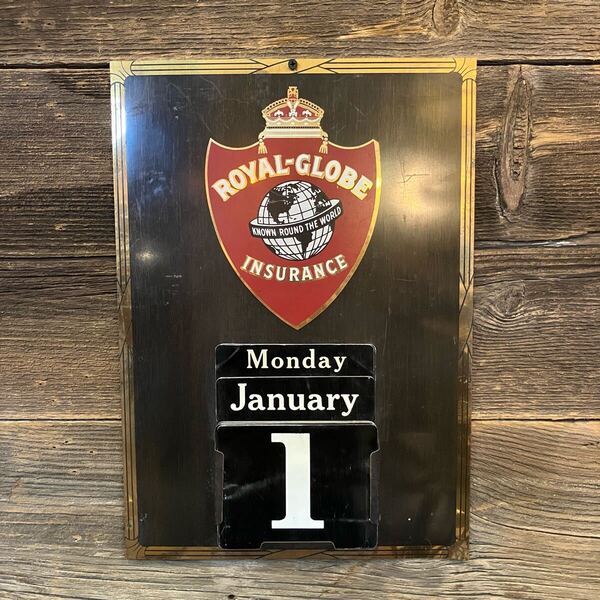 ROYAL-GLOBE
KNOWN ROUND THE WORLD
INSURANCE
Monday
January
1